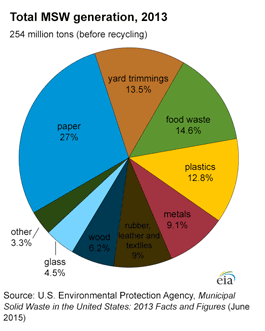 Total MSW generation, 2013
254 million tons (before recycling)
yard trimmings
13.5%
food waste
14.6%
paper
27%
plastics
12.8%
metals
9.1%
rubber,
leather and
textiles
9%
wood
6.2%
other
3.3%
glass
4.5%
eia
Source: U.S. Environmental Protection Agency, Municipal
Solid Waste in the United States: 2013 Facts and Figures (June
2015)